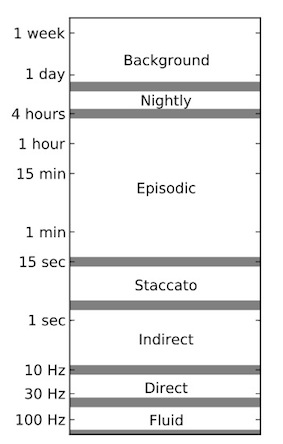 1 week
Background
1 day
Nightly
4 hours
1 hour
15 min
Episodic
1 min
15 sec
Staccato
1 sec
Indirect
10 Hz
Direct
30 Hz
100 Hz
Fluid